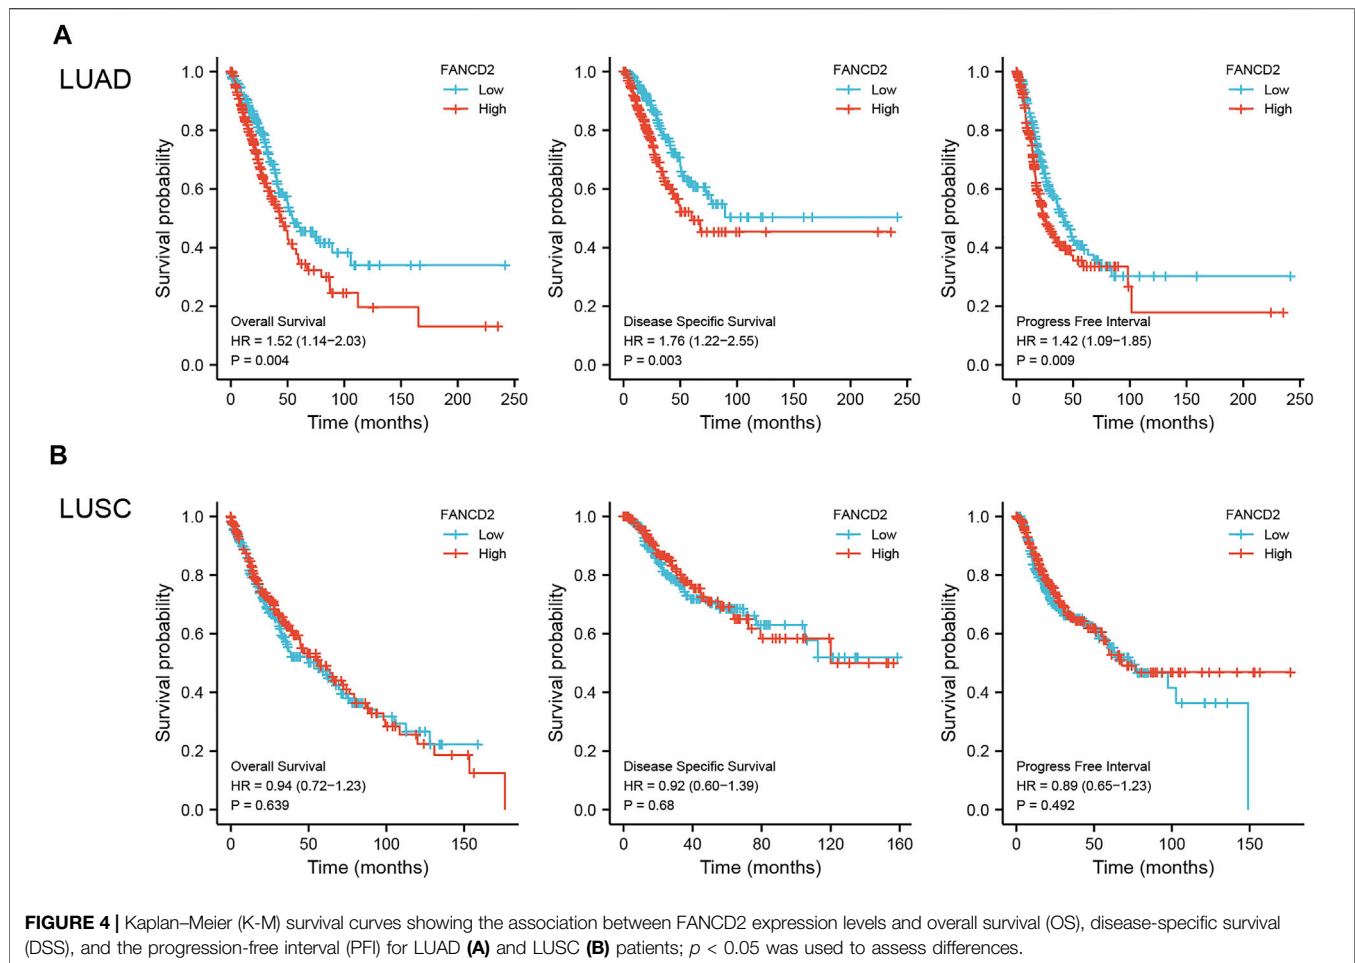 A
LUAD
FANCD2
Low
High
Survival probability
1.0
0.8
0.6
0.4
0.2
0.0
Overall Survival
HR = 1.52 (1.14−2.03)
P = 0.004
0 50 100 150 200 250
Time (months)
FANCD2
Low
High
Survival probability
1.0
0.8
0.6
0.4
0.2
0.0
Disease Specific Survival
HR = 1.76 (1.22−2.55)
P = 0.003
0 50 100 150 200 250
Time (months)
FANCD2
Low
High
Survival probability
1.0
0.8
0.6
0.4
0.2
0.0
Progress Free Interval
HR = 1.42 (1.09−1.85)
P = 0.009
0 50 100 150 200 250
Time (months)
B
LUSC
FANCD2
Low
High
Survival probability
1.0
0.8
0.6
0.4
0.2
0.0
Overall Survival
HR = 0.94 (0.72−1.23)
P = 0.639
0 50 100 150
Time (months)
FANCD2
Low
High
Survival probability
1.0
0.8
0.6
0.4
0.2
0.0
Disease Specific Survival
HR = 0.92 (0.60−1.39)
P = 0.68
0 40 80 120 160
Time (months)
FANCD2
Low
High
Survival probability
1.0
0.8
0.6
0.4
0.2
0.0
Progress Free Interval
HR = 0.89 (0.65−1.23)
P = 0.492
0 50 100 150
Time (months)
FIGURE 4 | Kaplan–Meier (K-M) survival curves showing the association between FANCD2 expression levels and overall survival (OS), disease-specific survival
(DSS), and the progression-free interval (PFI) for LUAD (A) and LUSC (B) patients; p < 0.05 was used to assess differences.